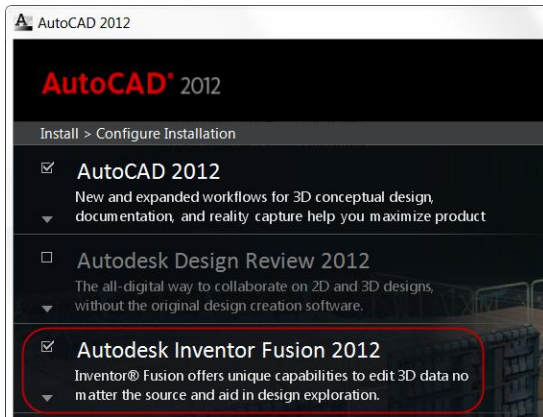 AutoCAD 2012
AutoCAD® 2012
Install > Configure Installation
AutoCAD 2012
New and expanded workflows for 3D conceptual design,
documentation, and reality capture help you maximize product
Autodesk Design Review 2012
The all-digital way to collaborate on 2D and 3D designs,
without the original design creation software.
Autodesk Inventor Fusion 2012
Inventor® Fusion offers unique capabilities to edit 3D data no
matter the source and aid in design exploration.